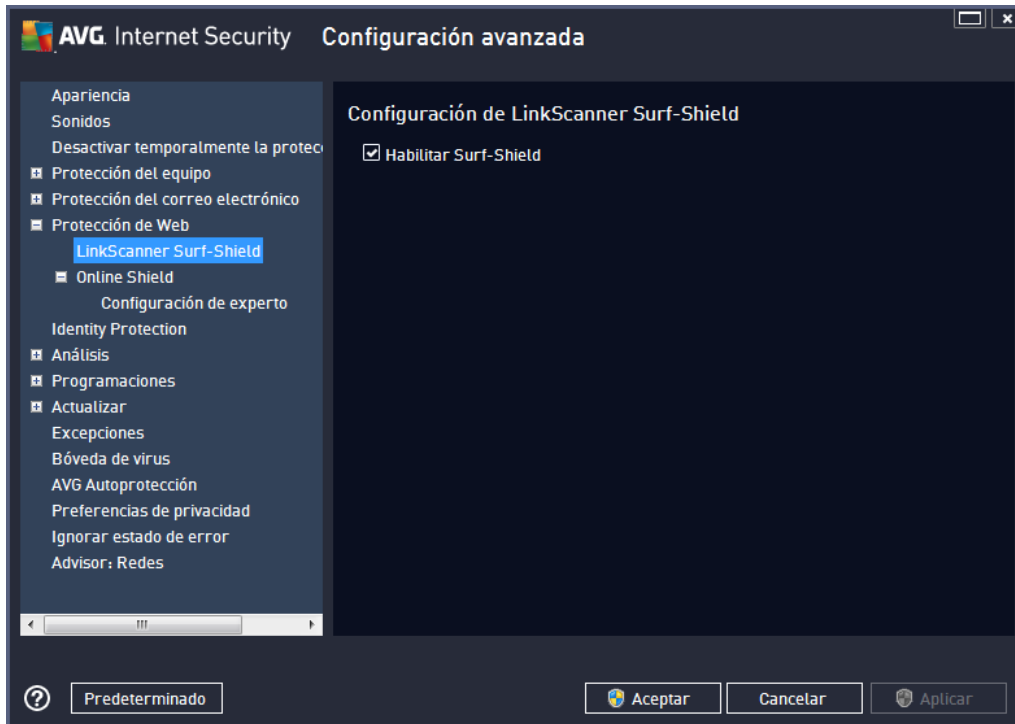 AVG. Internet Security Configuración avanzada
Apariencia
Sonidos
Desactivar temporalmente la protec
Protección del equipo
Protección del correo electrónico
Protección de Web
LinkScanner Surf-Shield
Online Shield
Configuración de experto
Identity Protection
Análisis
Programaciones
Actualizar
Excepciones
Bóveda de virus
AVG Autoprotección
Preferencias de privacidad
Ignorar estado de error
Advisor: Redes
Configuración de LinkScanner Surf-Shield
Habilitar Surf-Shield
? Predeterminado Aceptar Cancelar Aplicar